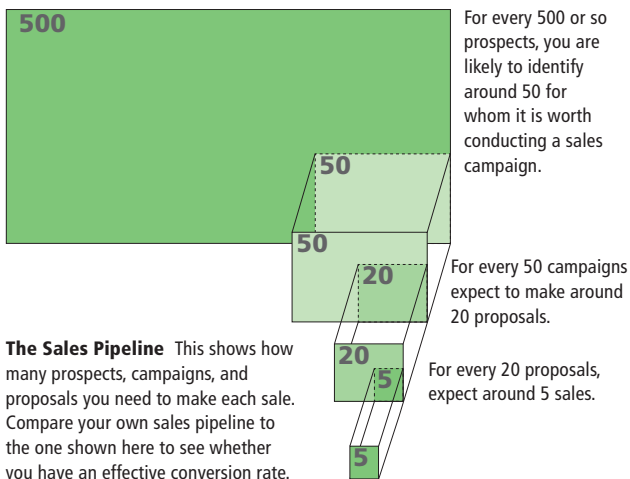 500
For every 500 or so
prospects, you are
likely to identify
around 50 for
whom it is worth
conducting a sales
campaign.
50
50
20
For every 50 campaigns
expect to make around
20 proposals.
The Sales Pipeline This shows how
many prospects, campaigns, and
proposals you need to make each sale.
Compare your own sales pipeline to
the one shown here to see whether
you have an effective conversion rate.
20
5
For every 20 proposals,
expect around 5 sales.
5